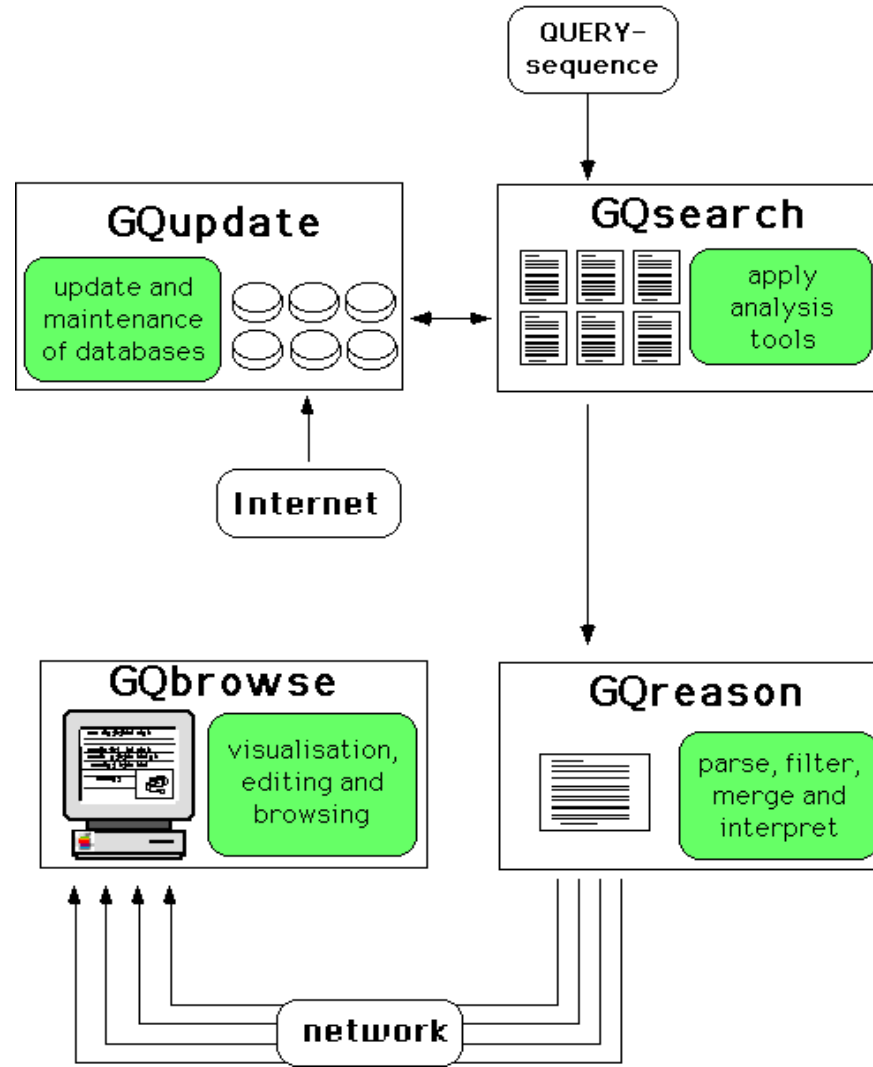 QUERY-
sequence
GQupdate
update and
maintenance
of databases
GQsearch
apply
analysis
tools
Internet
GQbrowse
visualisation,
editing and
browsing
GQreason
parse, filter,
merge and
interpret
network